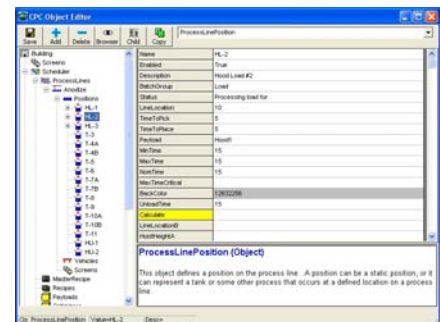 CPC Object Editor
Save Add Delete Browser Child Copy ProcessLinePosition
Building
Screens
Scheduler
ProcessLines
Anodize
Positions
HL-1
HL-2
HL-3
T-3
T-4A
T-4B
T-5
T-6
T-7A
T-7B
T-8
T-9
T-10A
T-10B
T-11
HU-1
HU-2
Vehicles
Screens
MasterRecipe
Recipes
Payloads
Name HL-2
Enabled True
Description Hood Load #2
BatchGroup Load
Status Processing load for
LineLocation 10
TimeToPick 5
TimeToPlace 5
Payload Hood1
MinTime 15
MaxTime 15
NomTime 15
MaxTimeCritical
BackColor 12632256
UnloadTime 15
Calculate
LineLocationB
HoistHeightA
ProcessLinePosition (Object)
This object defines a position on the process line. A position can be a static position, or it
can represent a tank or some other process that occurs at a defined location on a process
line.
ProcessLinePosition Value=HL-2 Desc=